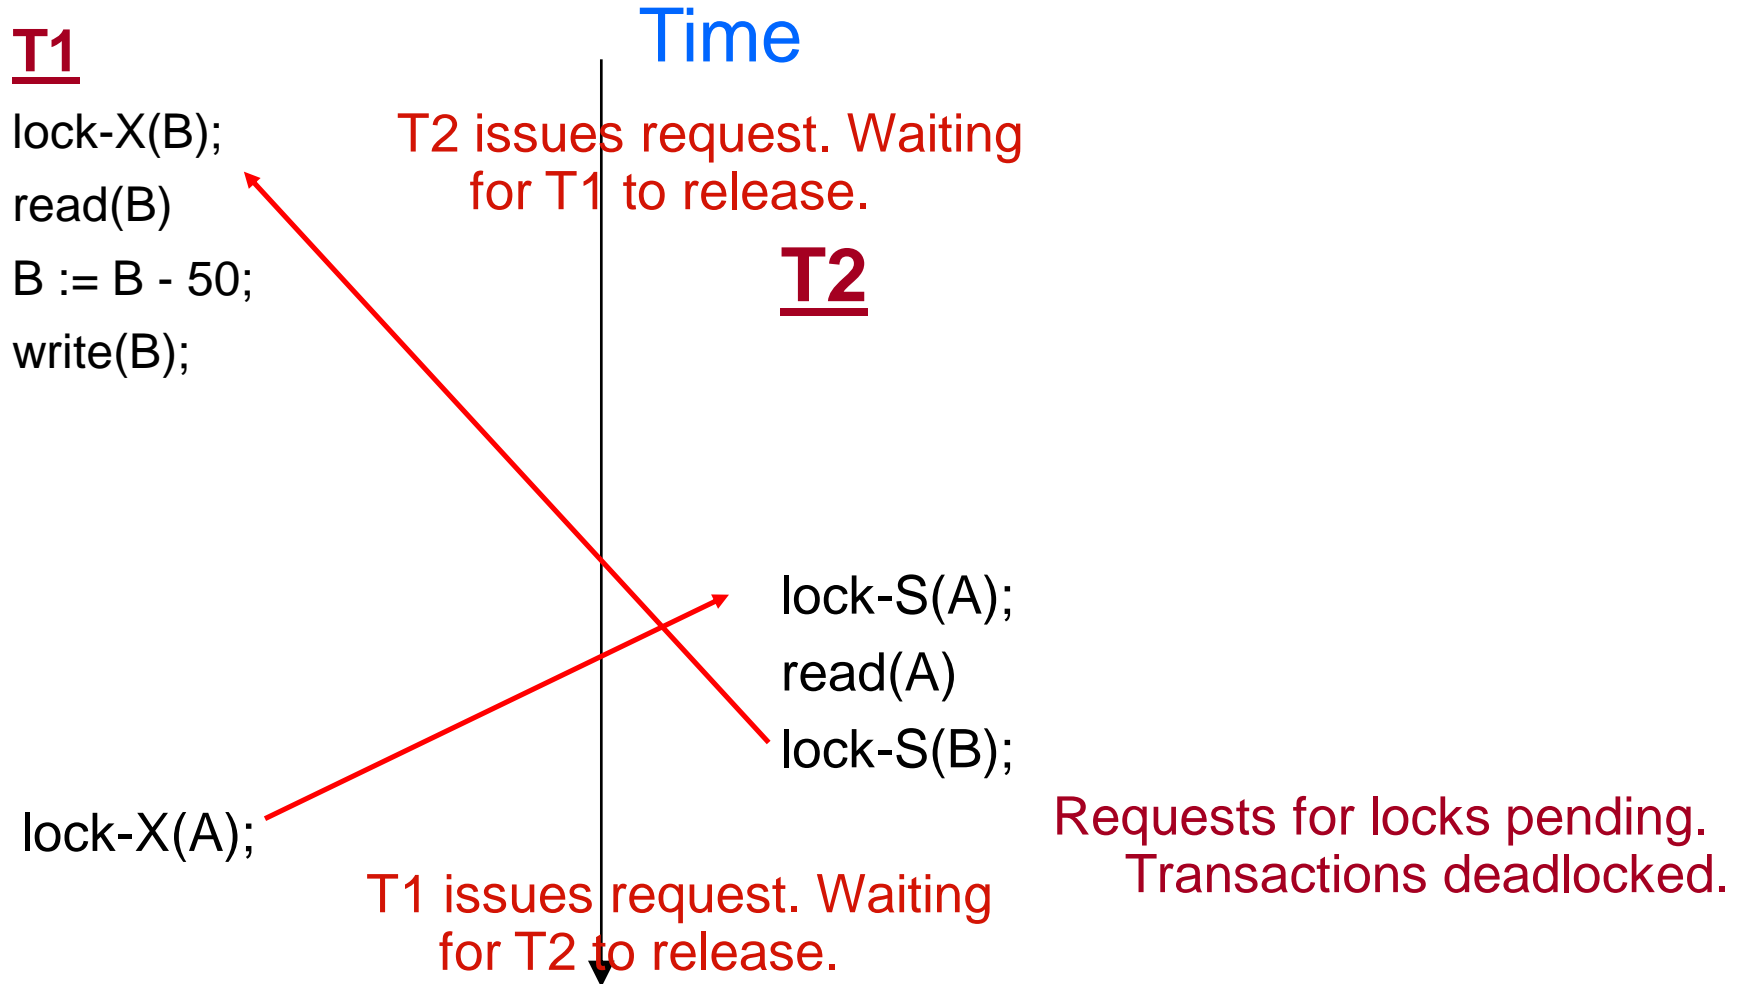 Time
T1
lock-X(B);
T2 issues request. Waiting
for T1 to release.
read(B)
T2
B := B - 50;
write(B);
lock-S(A);
read(A)
lock-S(B);
lock-X(A);
Requests for locks pending.
Transactions deadlocked.
T1 issues request. Waiting
for T2 to release.